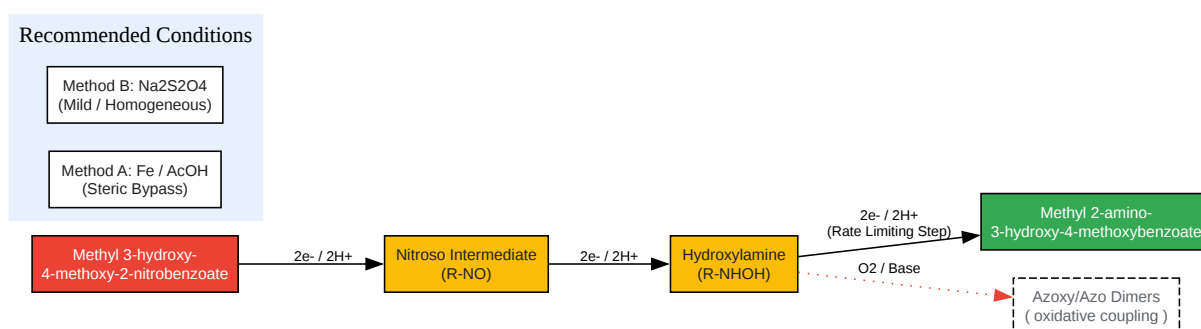 Recommended Conditions
Method B: Na2S2O4
(Mild / Homogeneous)
Method A: Fe / AcOH
(Steric Bypass)
Methyl 3-hydroxy-
4-methoxy-2-nitrobenzoate
2e- / 2H+
Nitroso Intermediate
(R-NO)
2e- / 2H+
Hydroxylamine
(R-NHOH)
2e- / 2H+
(Rate Limiting Step)
O2 / Base
Methyl 2-amino-
3-hydroxy-4-methoxybenzoate
Azoxy/Azo Dimers
( oxidative coupling )